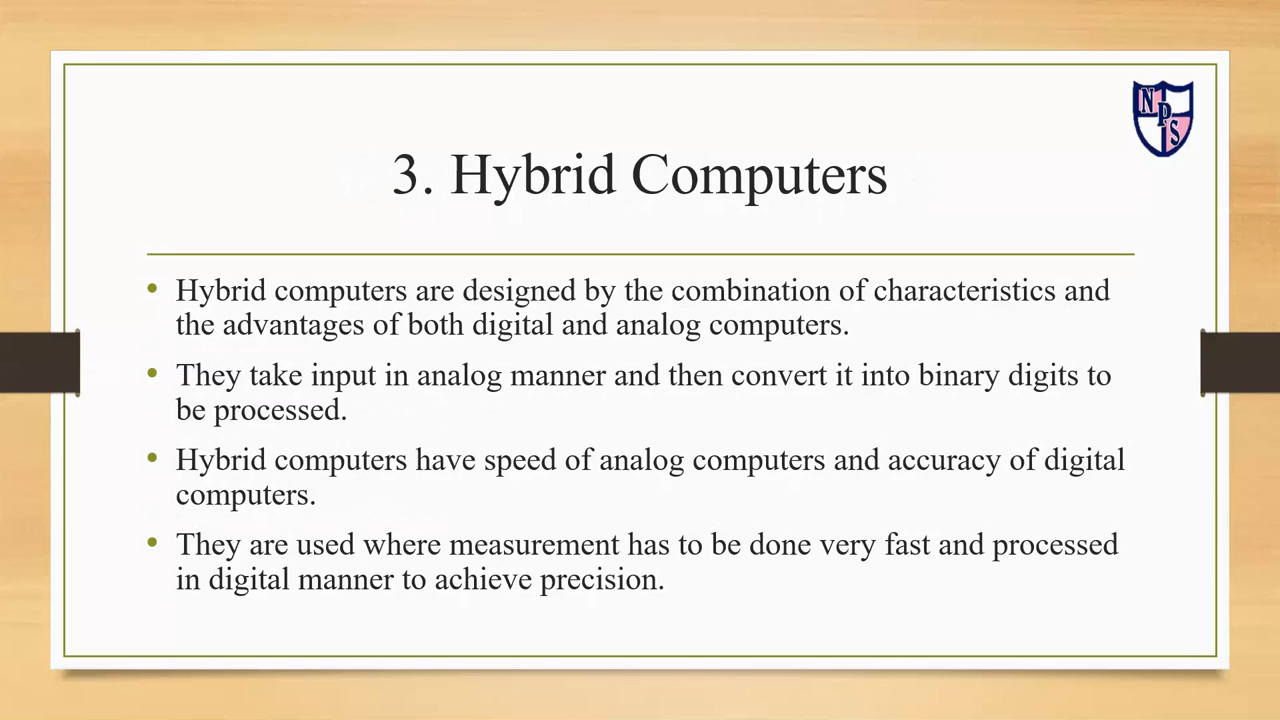 NPS
3. Hybrid Computers
• Hybrid computers are designed by the combination of characteristics and
the advantages of both digital and analog computers.
• They take input in analog manner and then convert it into binary digits to
be processed.
• Hybrid computers have speed of analog computers and accuracy of digital
computers.
• They are used where measurement has to be done very fast and processed
in digital manner to achieve precision.